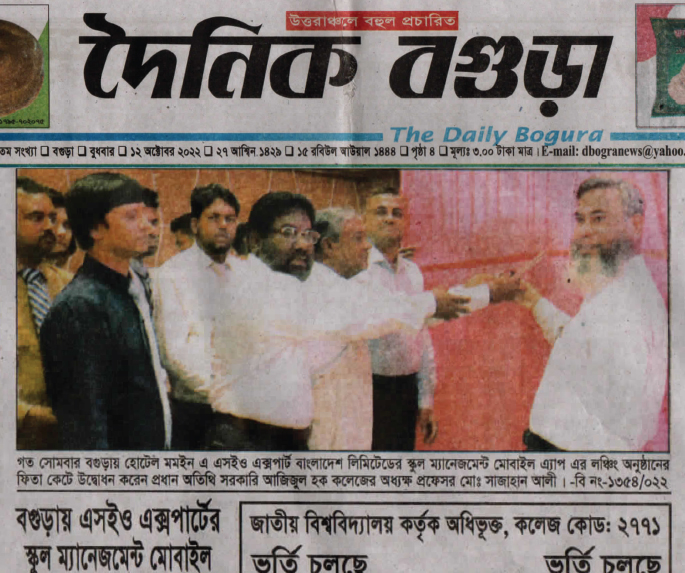 উত্তরাঞ্চলে বহুল প্রচারিত
দৈনিক বগুড়া
The Daily Bogura
তম সংখ্যা ❑ বগুড়া ❑ বুধবার ❑ ১২ অক্টোবর ২০২২ ❑ ২৭ আশ্বিন ১৪২৯ ❑ ১৫ রবিউল আউয়াল ১৪৪৪ ❑ পৃষ্ঠা ৪ ❑ মূল্যঃ ৩.০০ টাকা মাত্র । E-mail: dbogranews@yahoo.
গত সোমবার বগুড়ায় হোটেল মমইন এ এসইও এক্সপার্ট বাংলাদেশ লিমিটেডের স্কুল ম্যানেজমেন্ট মোবাইল এ্যাপ এর লঞ্চিং অনুষ্ঠানের
ফিতা কেটে উদ্বোধন করেন প্রধান অতিথি সরকারি আজিজুল হক কলেজের অধ্যক্ষ প্রফেসর মোঃ সাজাহান আলী । -বি নং-১৩৫৪/০২২
বগুড়ায় এসইও এক্সপার্টের
স্কুল ম্যানেজমেন্ট মোবাইল
জাতীয় বিশ্ববিদ্যালয় কর্তৃক অধিভুক্ত, কলেজ কোড: ২৭৭১
ভর্তি চলছে ভর্তি চলছে